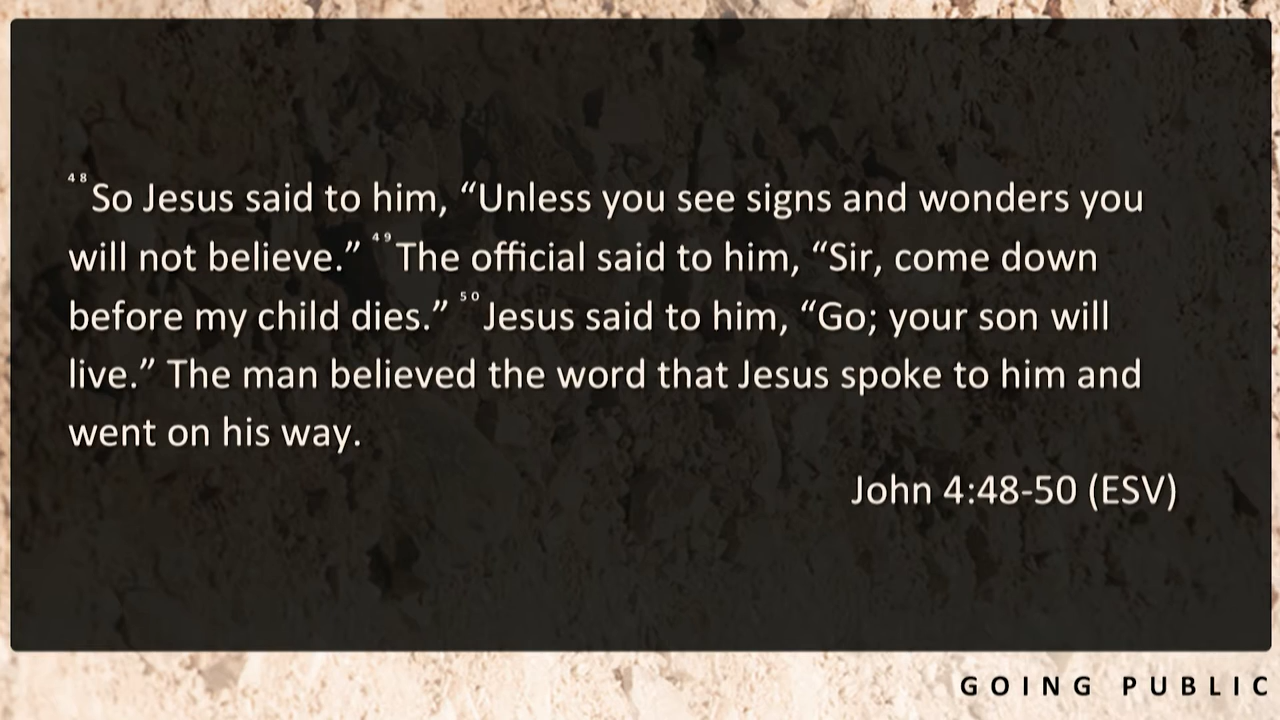 48 So Jesus said to him, “Unless you see signs and wonders you
will not believe.” 49 The official said to him, “Sir, come down
before my child dies.” 50 Jesus said to him, “Go; your son will
live.” The man believed the word that Jesus spoke to him and
went on his way.
John 4:48-50 (ESV)
GOING PUBLIC